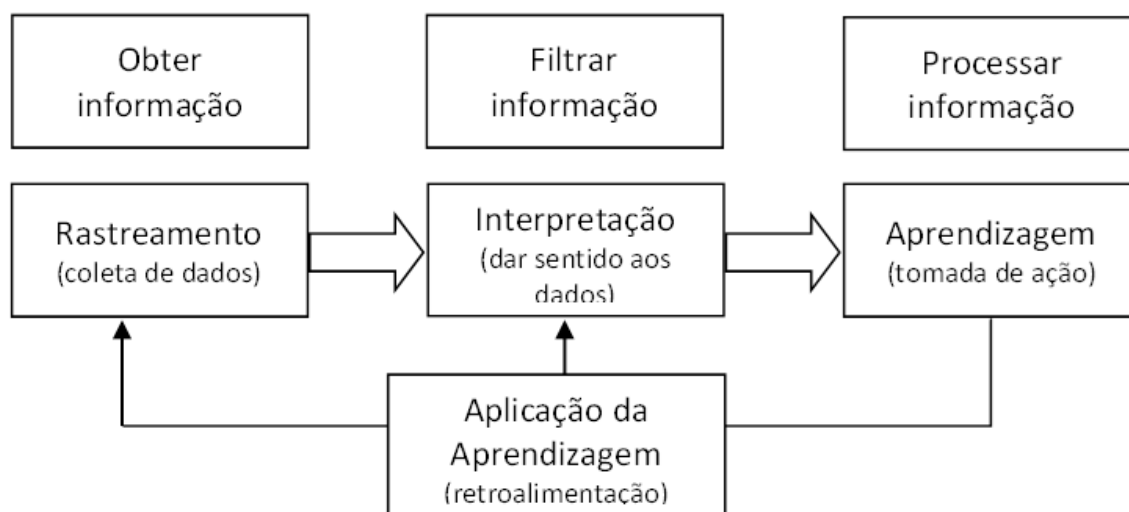 Obter
informação
Filtrar
informação
Processar
informação
Rastreamento
(coleta de dados)
Interpretação
(dar sentido aos
dados)
Aprendizagem
(tomada de ação)
Aplicação da
Aprendizagem
(retroalimentação)